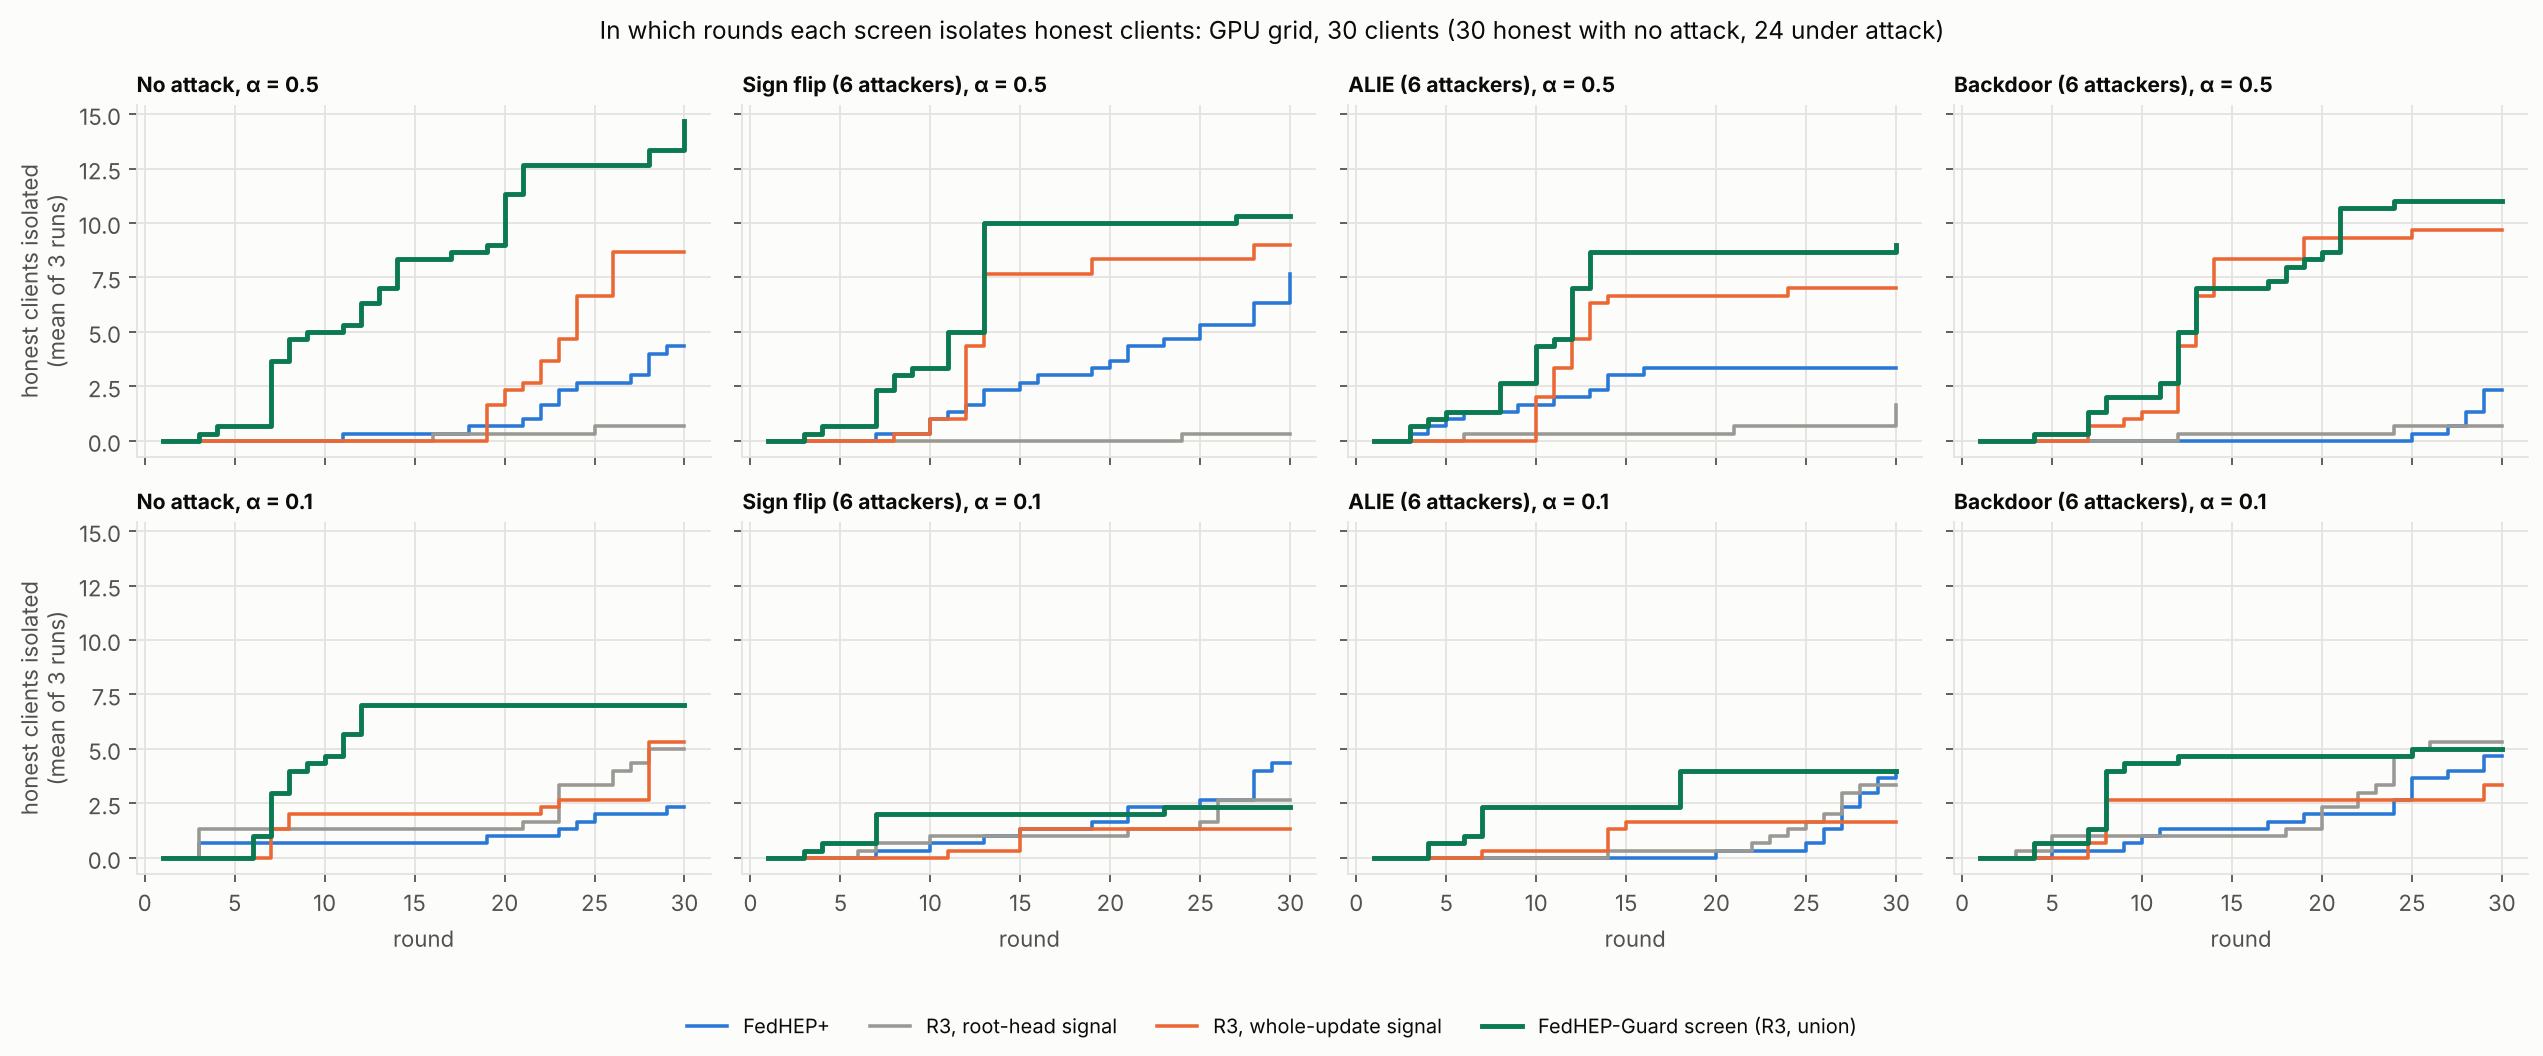 In which rounds each screen isolates honest clients: GPU grid, 30 clients (30 honest with no attack, 24 under attack)
No attack, α = 0.5
Sign flip (6 attackers), α = 0.5
ALIE (6 attackers), α = 0.5
Backdoor (6 attackers), α = 0.5
honest clients isolated
(mean of 3 runs)
15.0
12.5
10.0
7.5
5.0
2.5
0.0
No attack, α = 0.1
Sign flip (6 attackers), α = 0.1
ALIE (6 attackers), α = 0.1
Backdoor (6 attackers), α = 0.1
honest clients isolated
(mean of 3 runs)
15.0
12.5
10.0
7.5
5.0
2.5
0.0
0 5 10 15 20 25 30
0 5 10 15 20 25 30
0 5 10 15 20 25 30
0 5 10 15 20 25 30
round
round
round
round
FedHEP+
R3, root-head signal
R3, whole-update signal
FedHEP-Guard screen (R3, union)